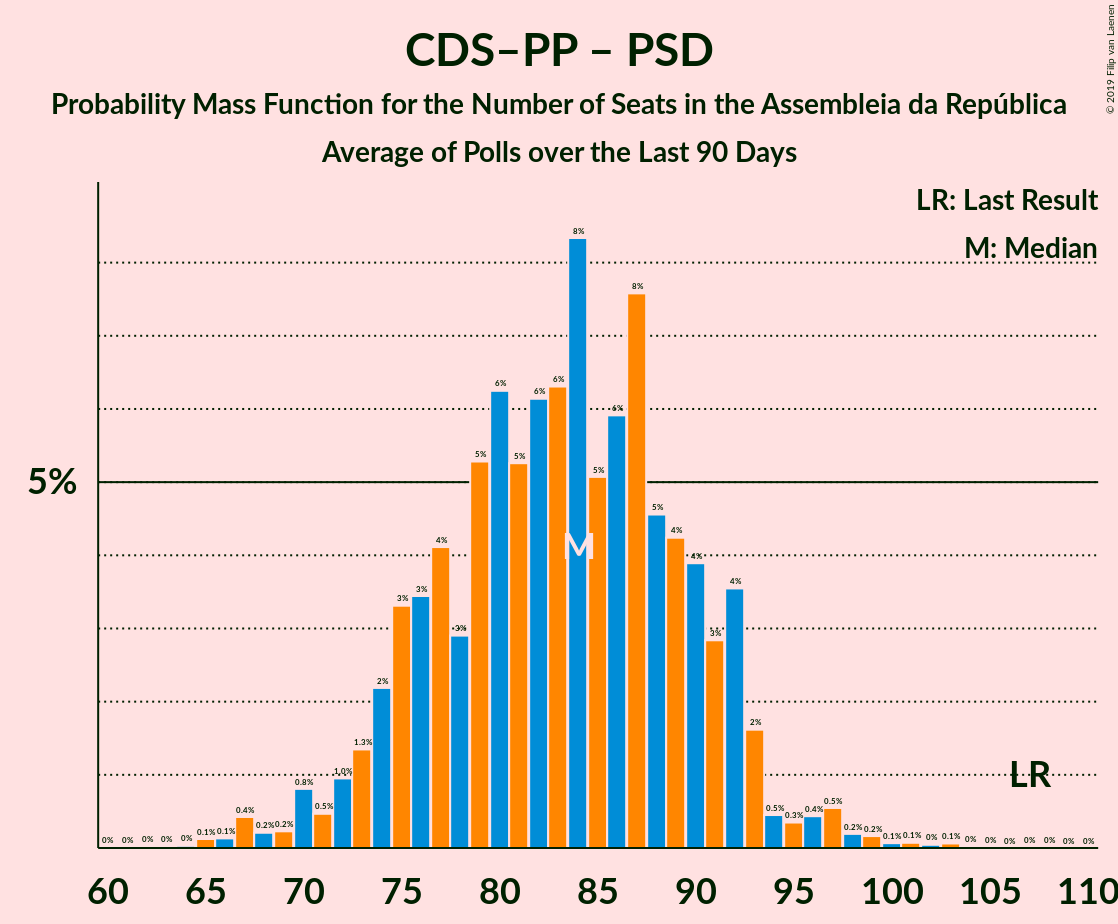 CDS–PP – PSD
Probability Mass Function for the Number of Seats in the Assembleia da República
Average of Polls over the Last 90 Days
© 2019 Filip van Laenen
LR: Last Result
M: Median
5%
0% 0% 0% 0% 0% 0.1% 0.1% 0.4% 0.2% 0.2% 0.8% 0.5% 1.0% 1.3% 2% 3% 3% 4% 3% 5% 6% 5% 6% 6% 8% 5% 6% 8% 5% 4% 4% 3% 4% 2% 0.5% 0.3% 0.4% 0.5% 0.2% 0.2% 0.1% 0.1% 0% 0.1% 0% 0% 0% 0% 0% 0% 0%
M
LR
60 65 70 75 80 85 90 95 100 105 110